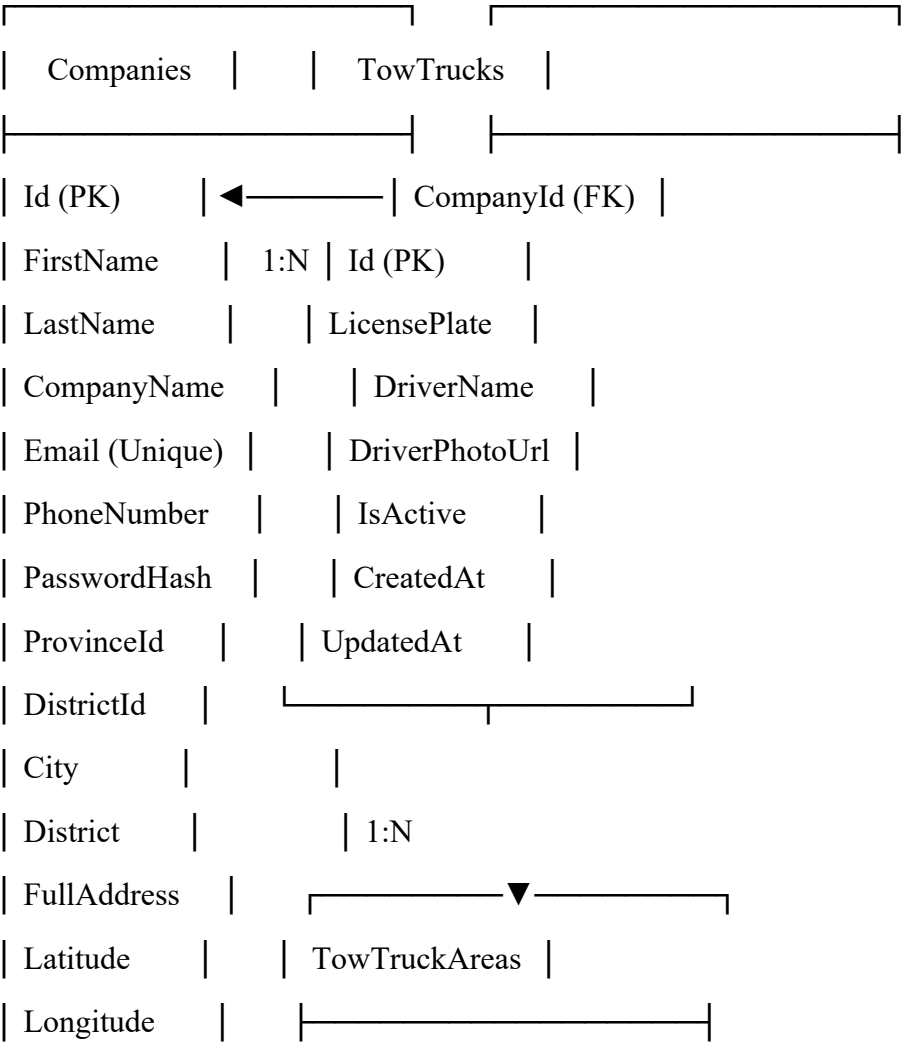 Companies TowTrucks
Id (PK) CompanyId (FK)
FirstName 1:N Id (PK)
LastName LicensePlate
CompanyName DriverName
Email (Unique) DriverPhotoUrl
PhoneNumber IsActive
PasswordHash CreatedAt
ProvinceId UpdatedAt
DistrictId
City
District 1:N
FullAddress
Latitude TowTruckAreas
Longitude